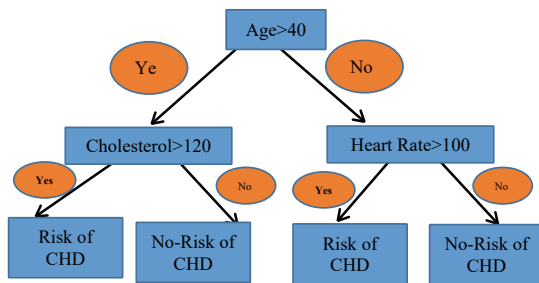 Age>40
Ye
No
Cholesterol>120
Heart Rate>100
Yes
No
Yes
No
Risk of
CHD
No-Risk of
CHD
Risk of
CHD
No-Risk of
CHD